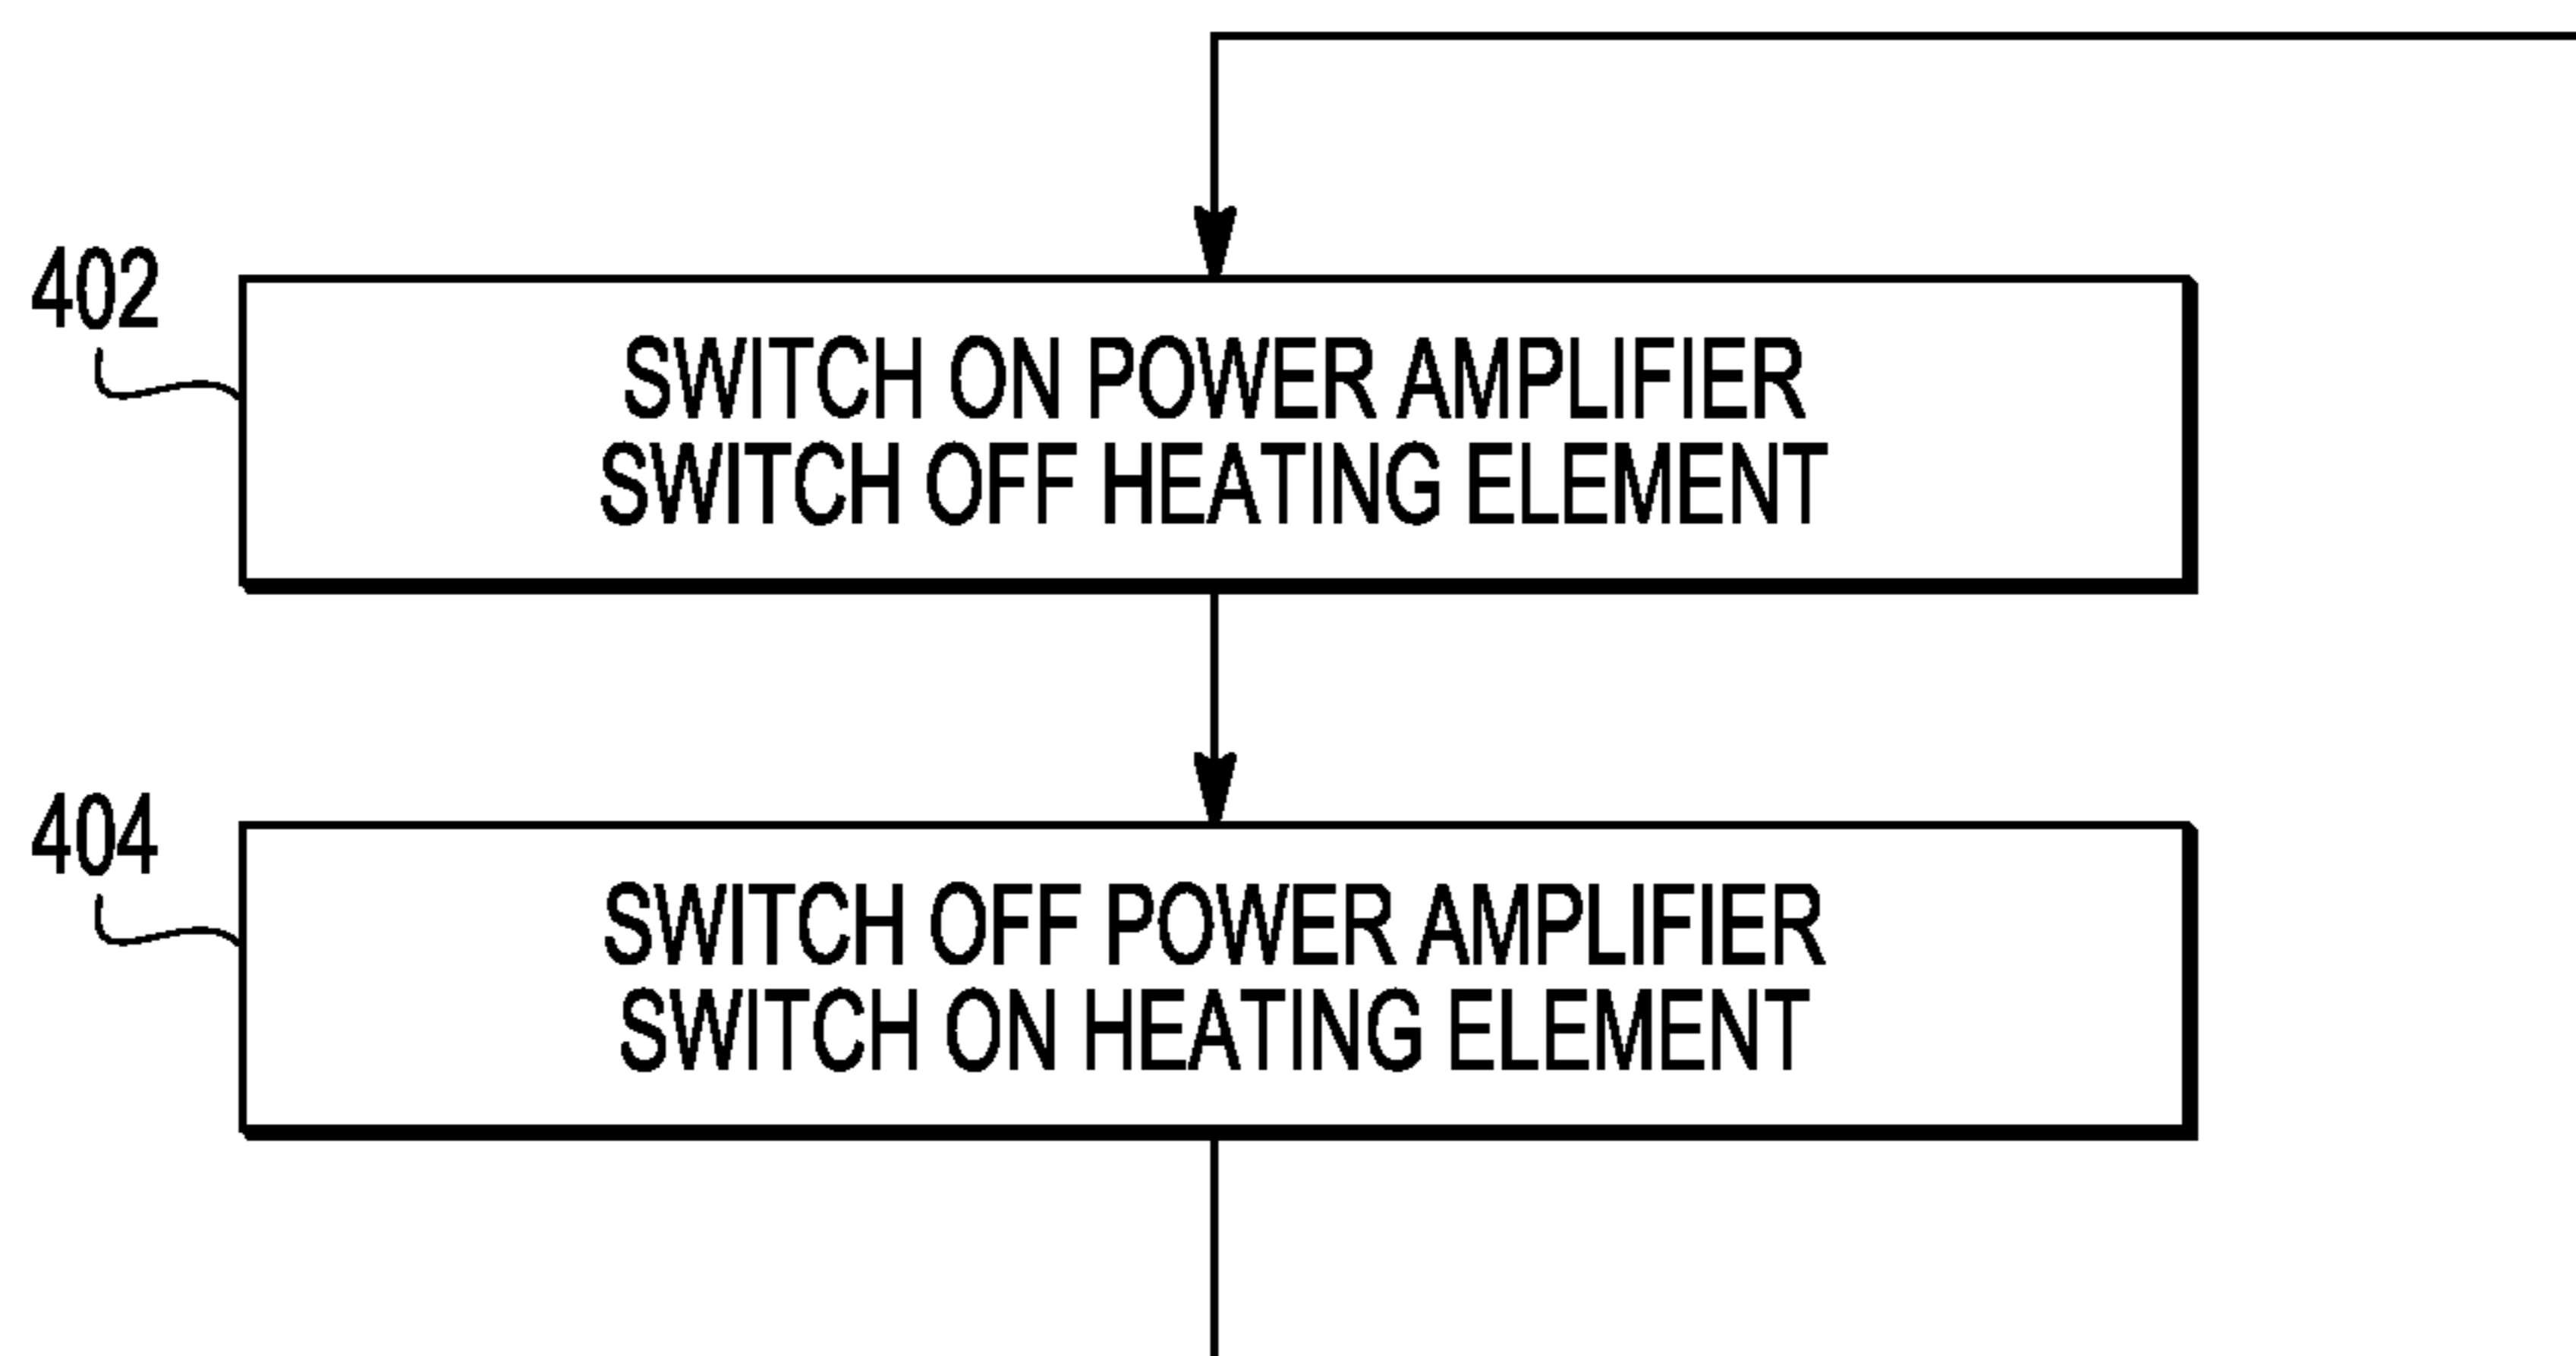 402
SWITCH ON POWER AMPLIFIER
SWITCH OFF HEATING ELEMENT
404
SWITCH OFF POWER AMPLIFIER
SWITCH ON HEATING ELEMENT